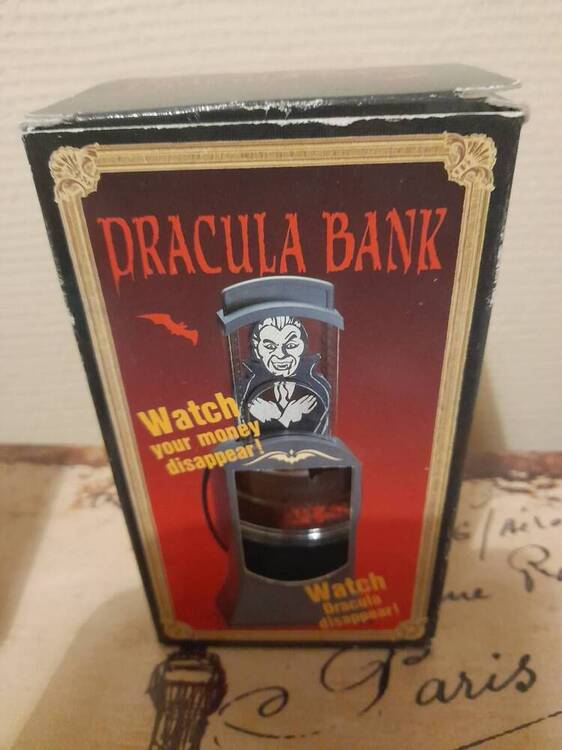 DRACULA BANK
Watch
your money
disappear!
Watch
Dracula
disappear!
Paris